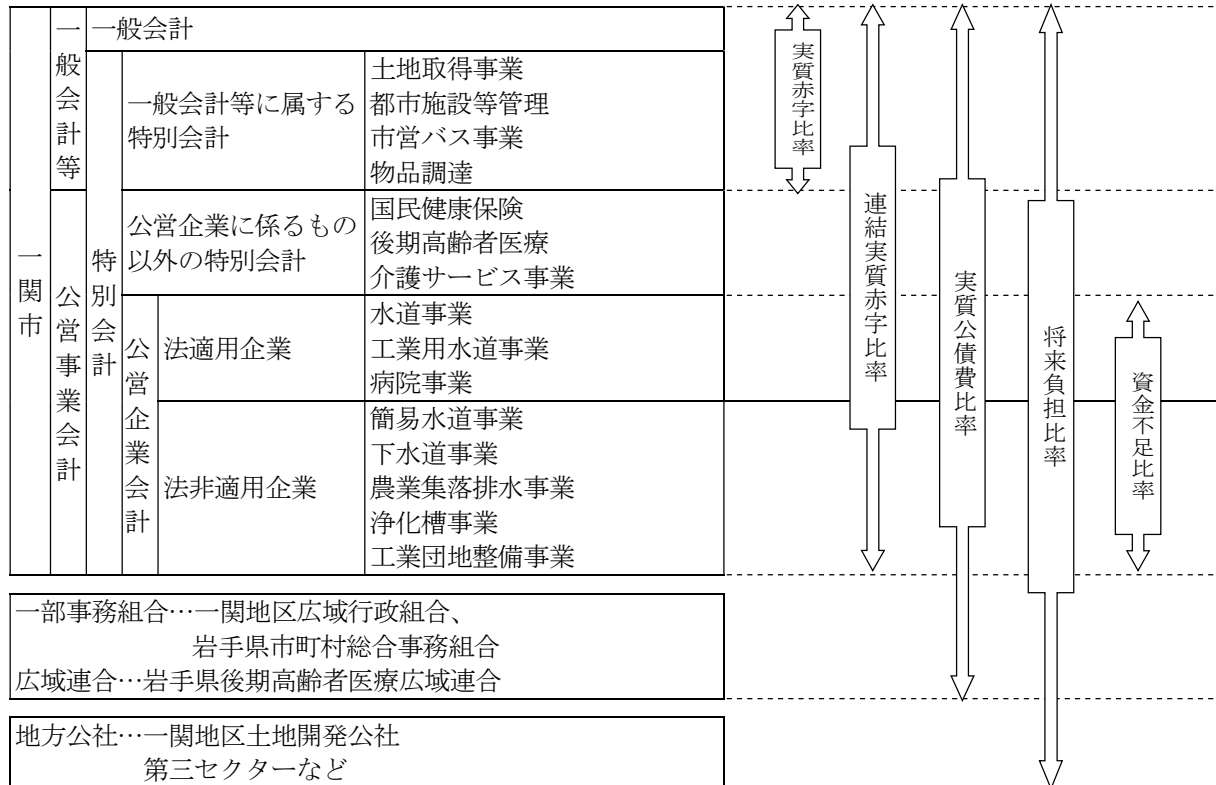 一関市
一般会計等
公営事業会計
一般会計
特別会計
一般会計等に属する
特別会計
土地取得事業
都市施設等管理
市営バス事業
物品調達
公営企業に係るもの
以外の特別会計
国民健康保険
後期高齢者医療
介護サービス事業
公営企業会計
法適用企業
水道事業
工業用水道事業
病院事業
法非適用企業
簡易水道事業
下水道事業
農業集落排水事業
浄化槽事業
工業団地整備事業
実質赤字比率
連結実質赤字比率
実質公債費比率
将来負担比率
資金不足比率
一部事務組合…一関地区広域行政組合、
岩手県市町村総合事務組合
広域連合…岩手県後期高齢者医療広域連合
地方公社…一関地区土地開発公社
第三セクターなど